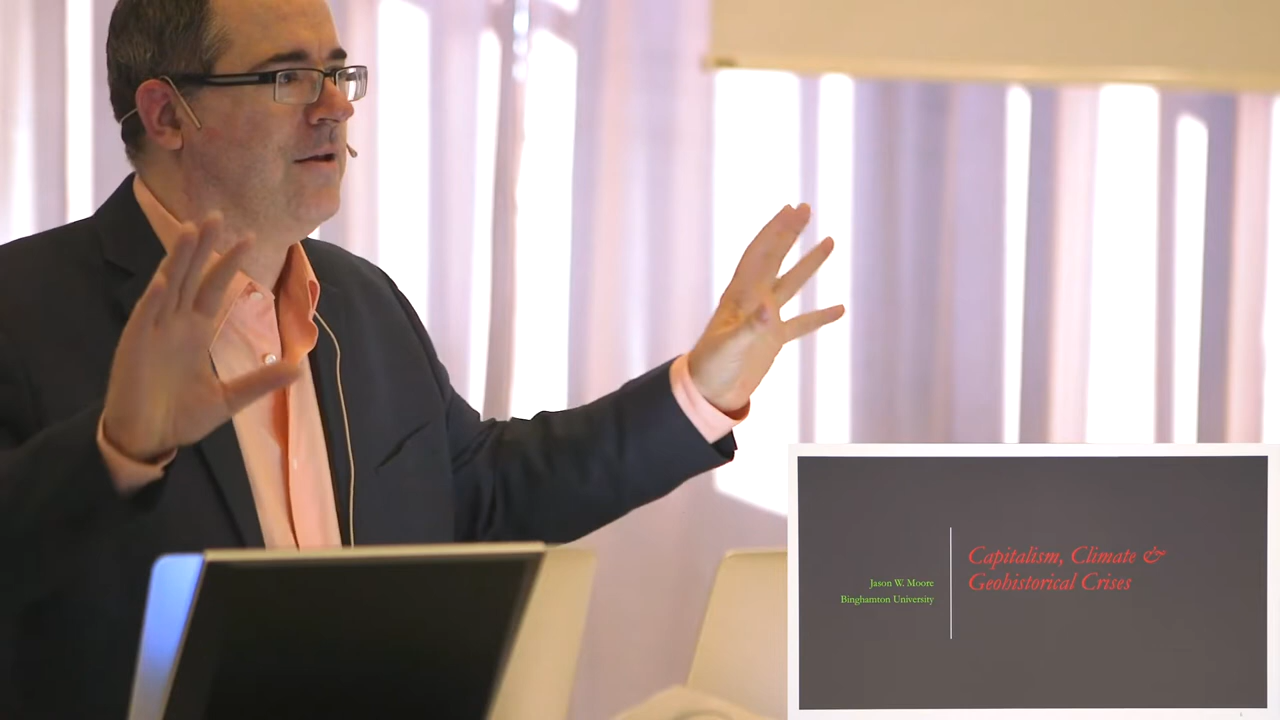 Jason W. Moore
Binghamton University
Capitalism, Climate &
Geohistorical Crises